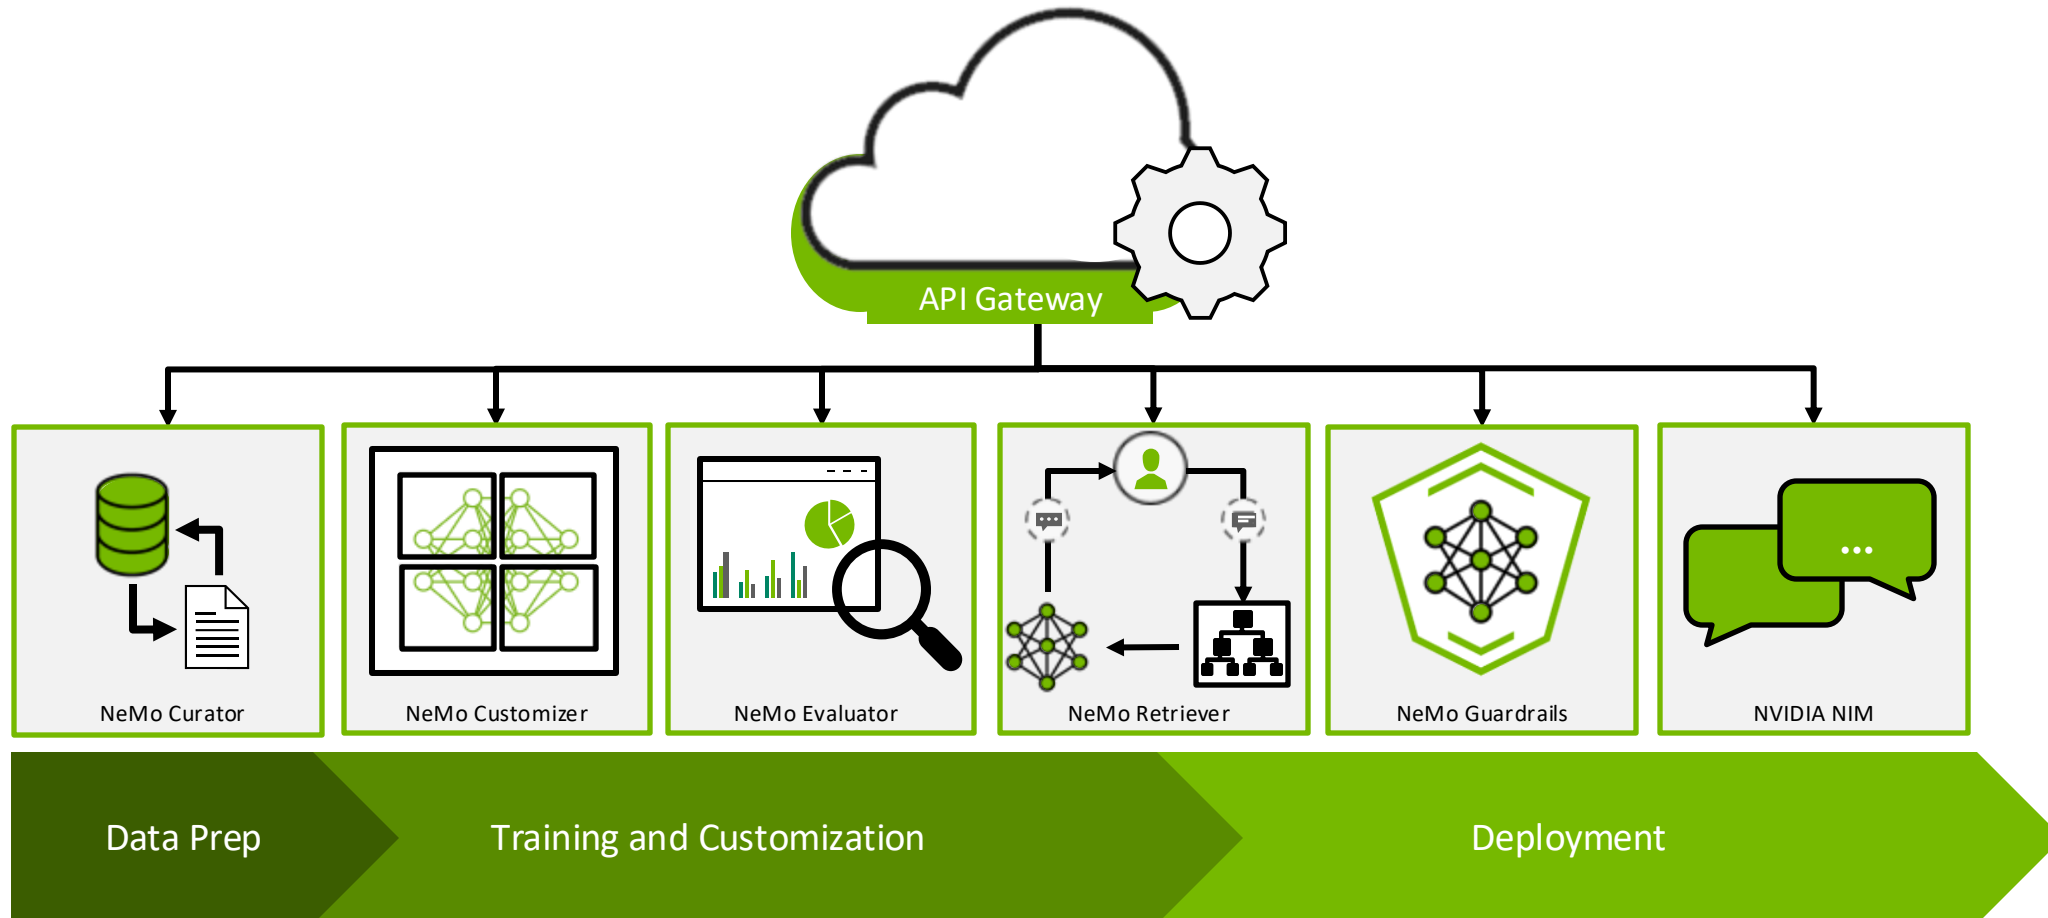 API Gateway
NeMo Curator
NeMo Customizer
NeMo Evaluator
NeMo Retriever
NeMo Guardrails
NVIDIA NIM
Data Prep
Training and Customization
Deployment